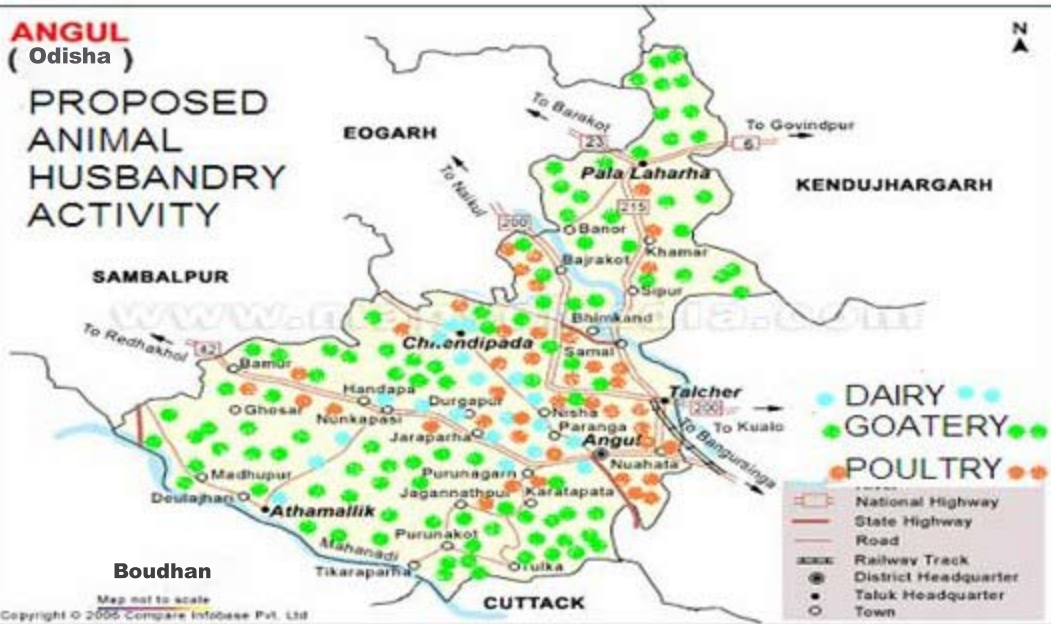 ANGUL
( Odisha )
PROPOSED
ANIMAL
HUSBANDRY
ACTIVITY
N
EOGARH
To Barakot
23
To Govindpur
6
Pala Laharha
KENDUJHARGARH
To Naikul
200
215
Banor
Khamar
Bajrakot
SAMBALPUR
Sipur
Bhimkand
To Redhakhol
42
Chhendipada
Samal
Bamur
Handapa
Talcher
200
To Kualo
Ghosar
Nunkapasi
Durgapur
Nisha
Jaraparha
Paranga
Angul
To Bangursinga
Nuahata
Madhupur
Purunagarn
Deulajhari
Jagannathpur
Karatapata
Athamallik
Purunakot
Mahanadi
Tikaraparha
Tulka
Boudhan
CUTTACK
Map not to scale
Copyright © 2005 Compare Infobase Pvt. Ltd
DAIRY
GOATERY
POULTRY
National Highway
State Highway
Road
Railway Track
District Headquarter
Taluk Headquarter
Town